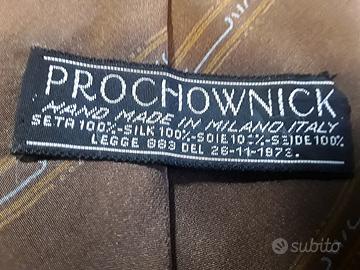 PROCHOWNICK
HAND MADE IN MILANO ITALY
SETA 100%-SILK 100%-SOIE 100%-SEIDE 100%
LEGGE 883 DEL 26-11-1973.
subito